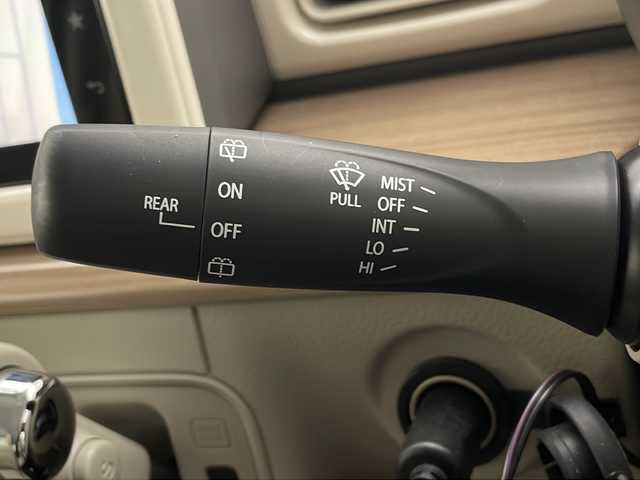 REAR
ON
OFF
PULL
MIST
OFF
INT
LO
HI
S